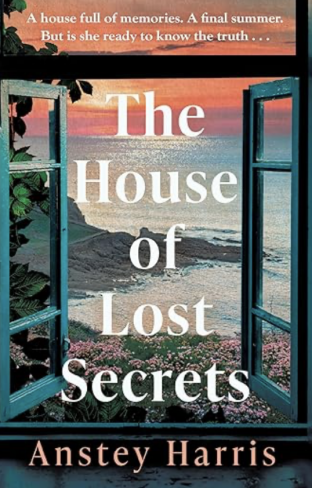 A house full of memories. A final summer.
But is she ready to know the truth . . .
The
House
of
Lost
Secrets
Anstey Harris